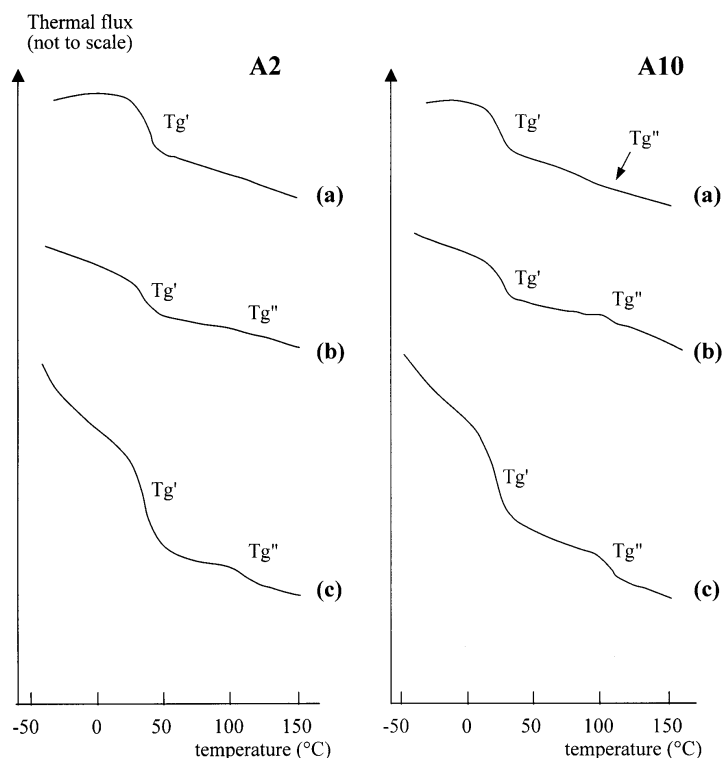 Thermal flux
(not to scale)
A2
Tg'
(a)
Tg'
Tg"
(b)
Tg'
Tg"
(c)
-50 0 50 100 150
temperature (°C)
A10
Tg'
Tg"
(a)
Tg'
Tg"
(b)
Tg'
Tg"
(c)
-50 0 50 100 150
temperature (°C)